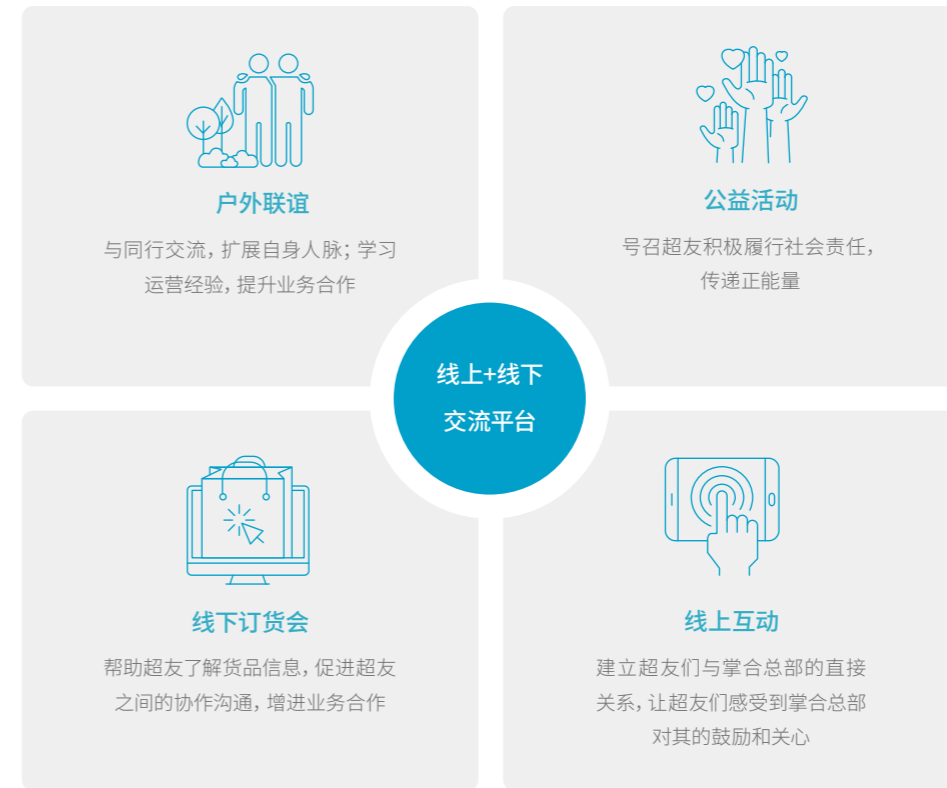 户外联谊
与同行交流，扩展自身人脉；学习
运营经验，提升业务合作
公益活动
号召超友积极履行社会责任，
传递正能量
线上+线下
交流平台
线下订货会
帮助超友了解货品信息，促进超友
之间的协作沟通，增进业务合作
线上互动
建立超友们与掌合总部的直接
关系，让超友们感受到掌合总部
对其的鼓励和关心